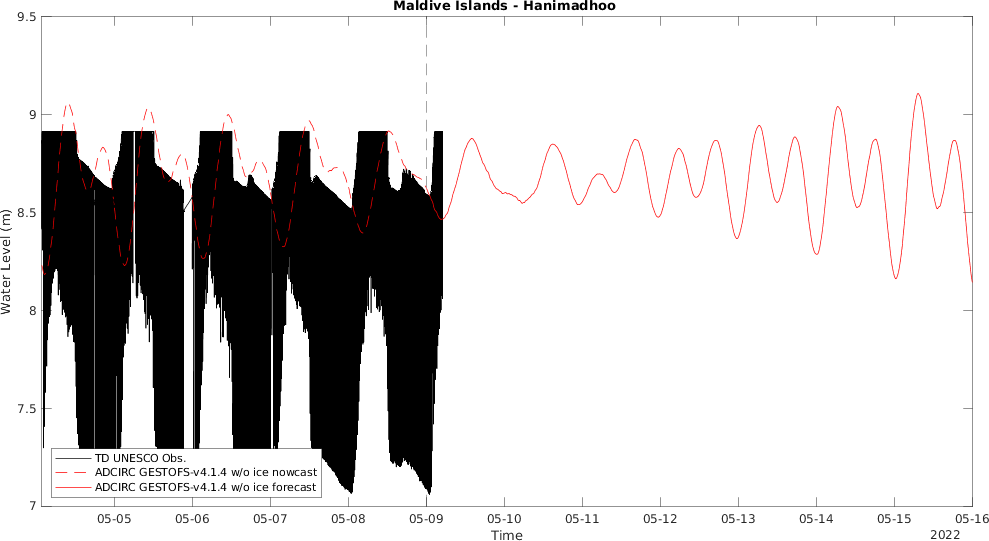 Maldive Islands - Hanimadhoo
9.5
9
8.5
8
7.5
7
Water Level (m)
TD UNESCO Obs.
ADCIRC GESTOFS-v4.1.4 w/o ice nowcast
ADCIRC GESTOFS-v4.1.4 w/o ice forecast
05-05 05-06 05-07 05-08 05-09 05-10 05-11 05-12 05-13 05-14 05-15 05-16
Time
2022